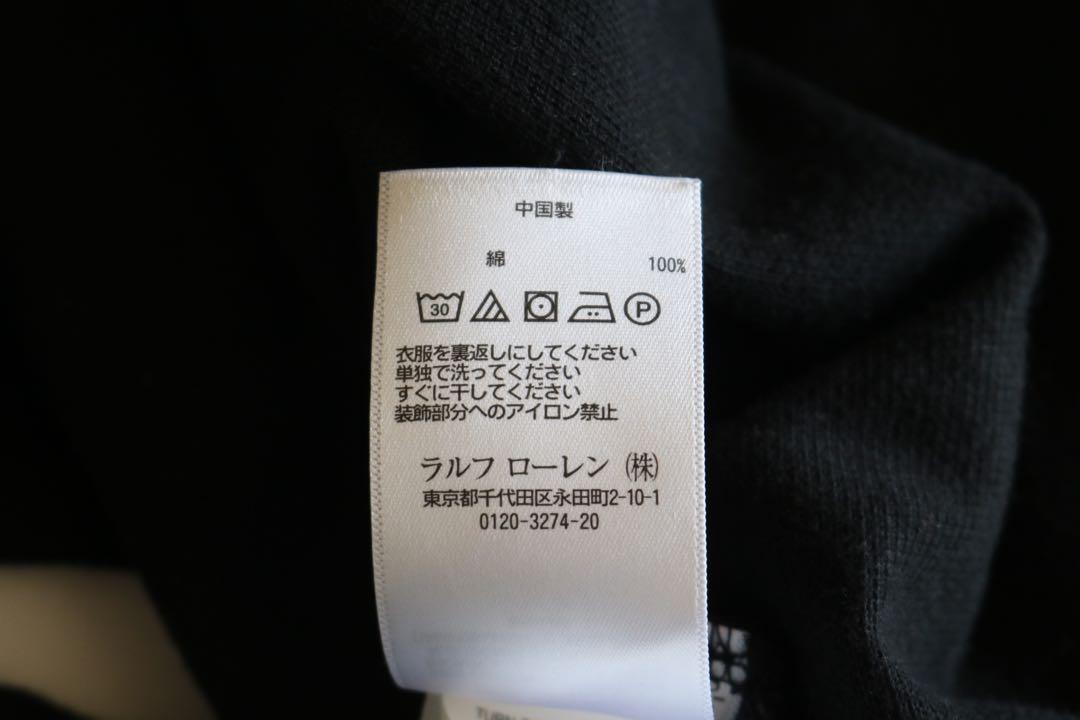 中国製
綿 100%
30 P
衣服を裏返しにしてください
単独で洗ってください
すぐに干してください
装飾部分へのアイロン禁止
ラルフ ローレン ㈱
東京都千代田区永田町2-10-1
0120-3274-20